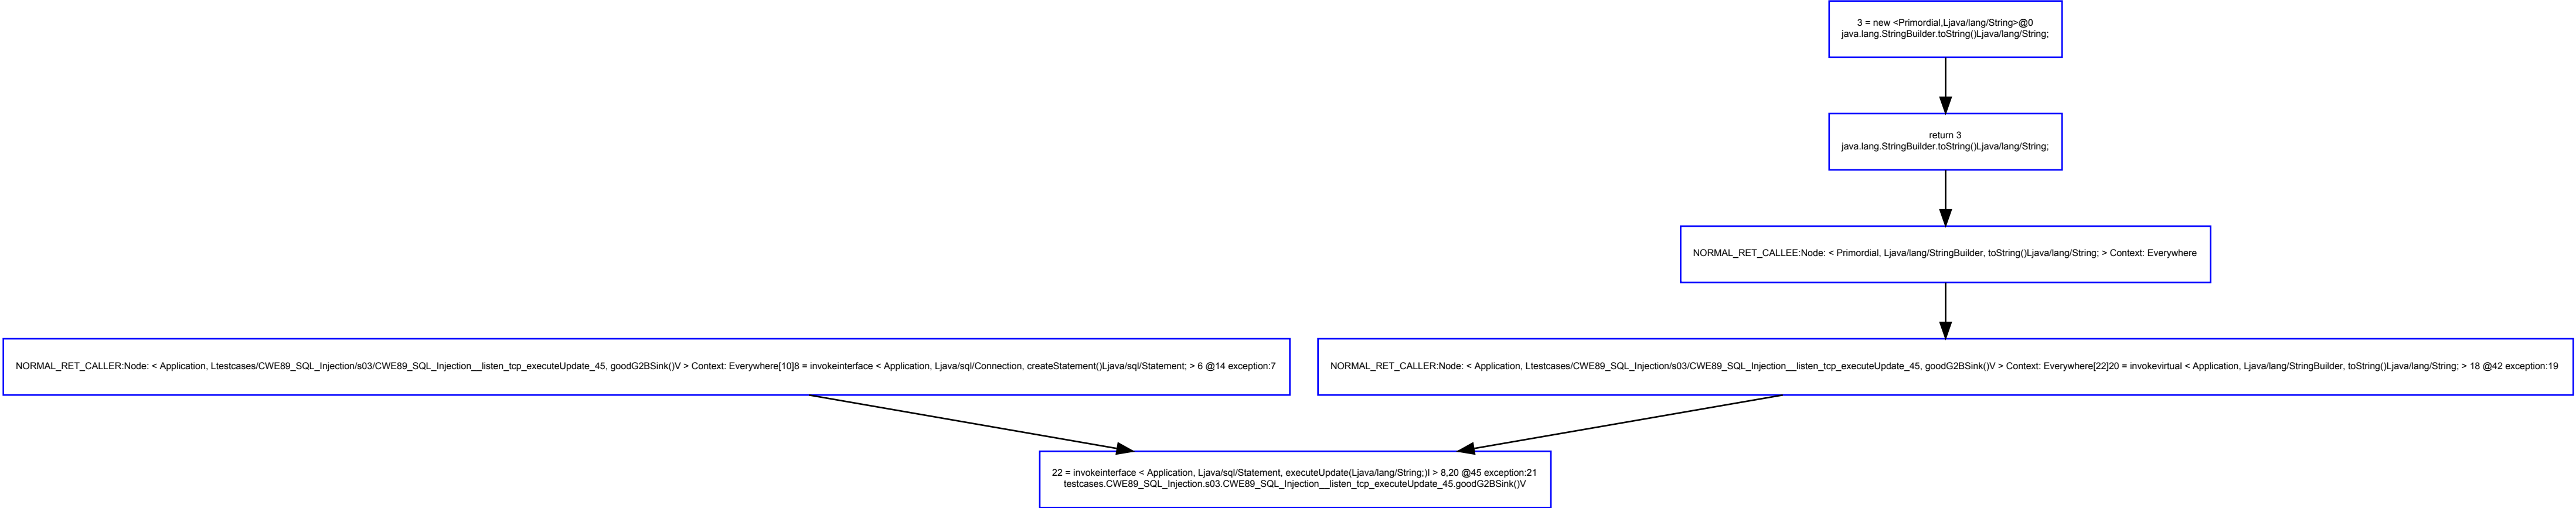 3 = new <Primordial,Ljava/lang/String>@0
java.lang.StringBuilder.toString()Ljava/lang/String;
return 3
java.lang.StringBuilder.toString()Ljava/lang/String;
NORMAL_RET_CALLEE:Node: < Primordial, Ljava/lang/StringBuilder, toString()Ljava/lang/String; > Context: Everywhere
NORMAL_RET_CALLER:Node: < Application, Ltestcases/CWE89_SQL_Injection/s03/CWE89_SQL_Injection__listen_tcp_executeUpdate_45, goodG2BSink()V > Context: Everywhere[10]8 = invokeinterface < Application, Ljava/sql/Connection, createStatement()Ljava/sql/Statement; > 6 @14 exception:7
NORMAL_RET_CALLER:Node: < Application, Ltestcases/CWE89_SQL_Injection/s03/CWE89_SQL_Injection__listen_tcp_executeUpdate_45, goodG2BSink()V > Context: Everywhere[22]20 = invokevirtual < Application, Ljava/lang/StringBuilder, toString()Ljava/lang/String; > 18 @42 exception:19
22 = invokeinterface < Application, Ljava/sql/Statement, executeUpdate(Ljava/lang/String;)I > 8,20 @45 exception:21
testcases.CWE89_SQL_Injection.s03.CWE89_SQL_Injection__listen_tcp_executeUpdate_45.goodG2BSink()V